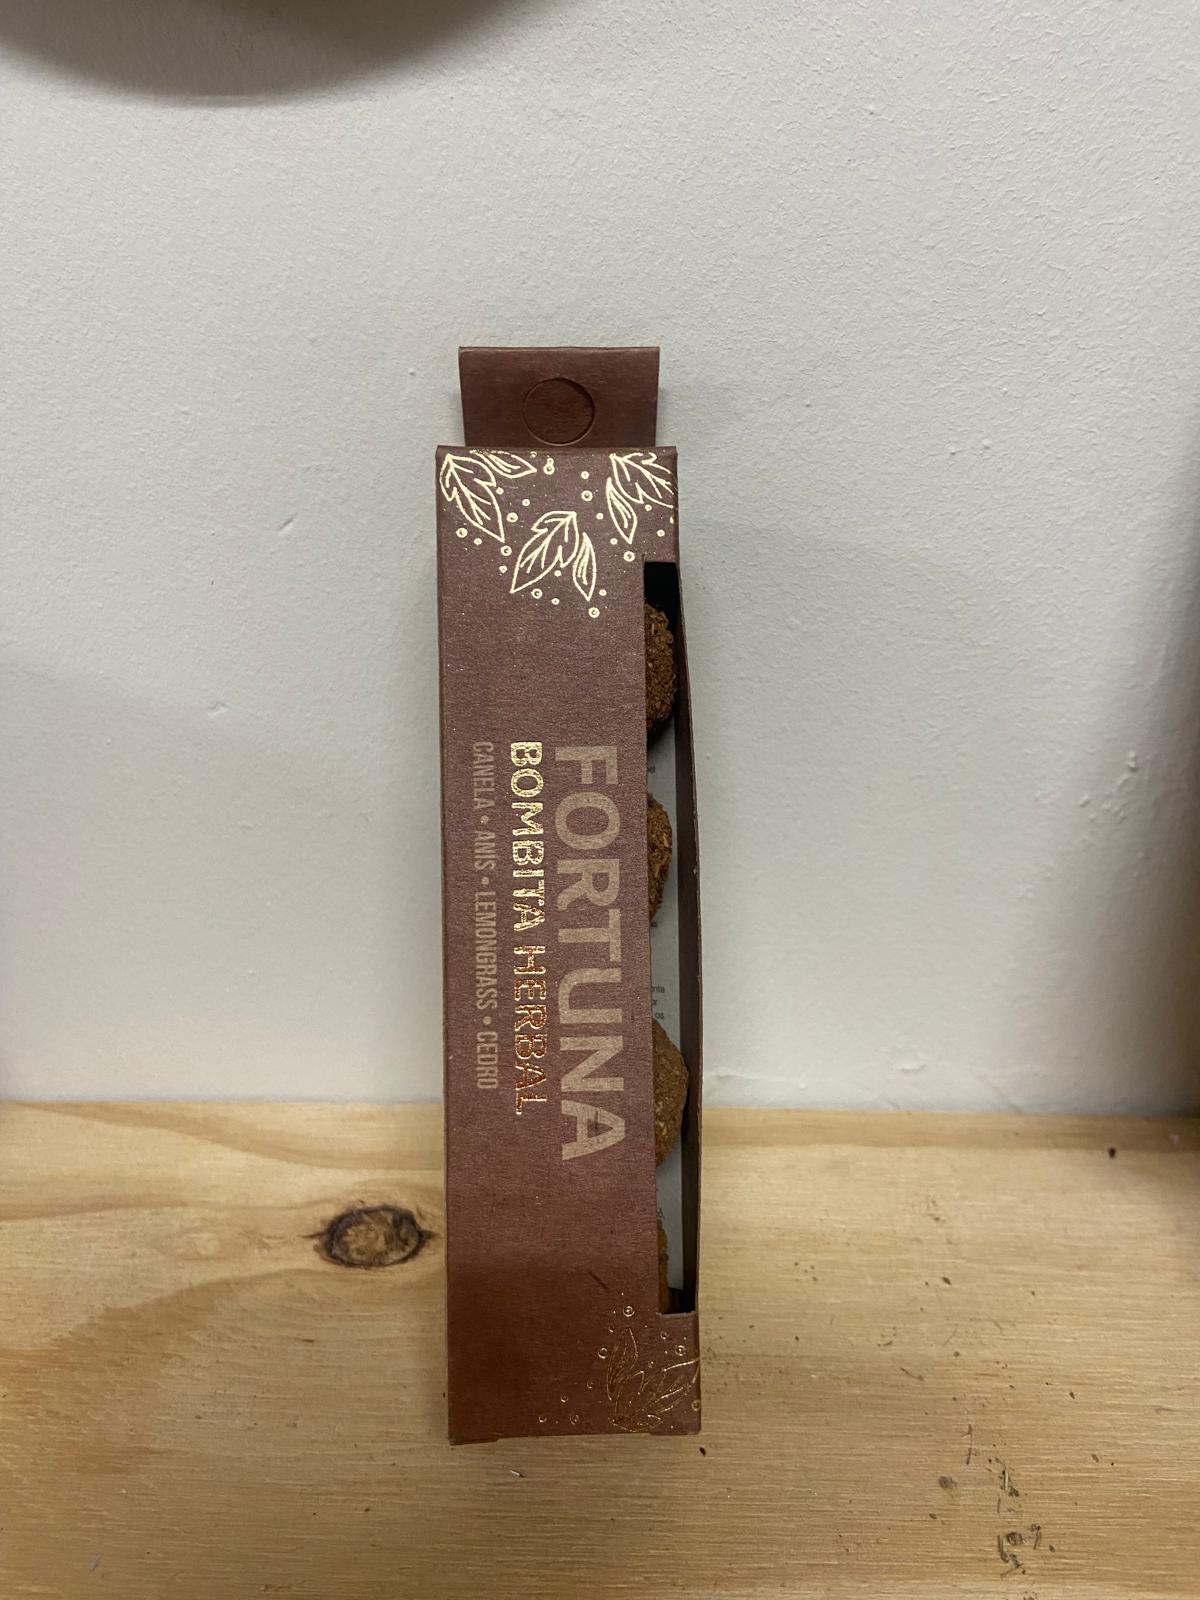 FORTUNA
BOMBITA HERBAL
CANELA • ANIS • LEMONGRASS • CEDRO